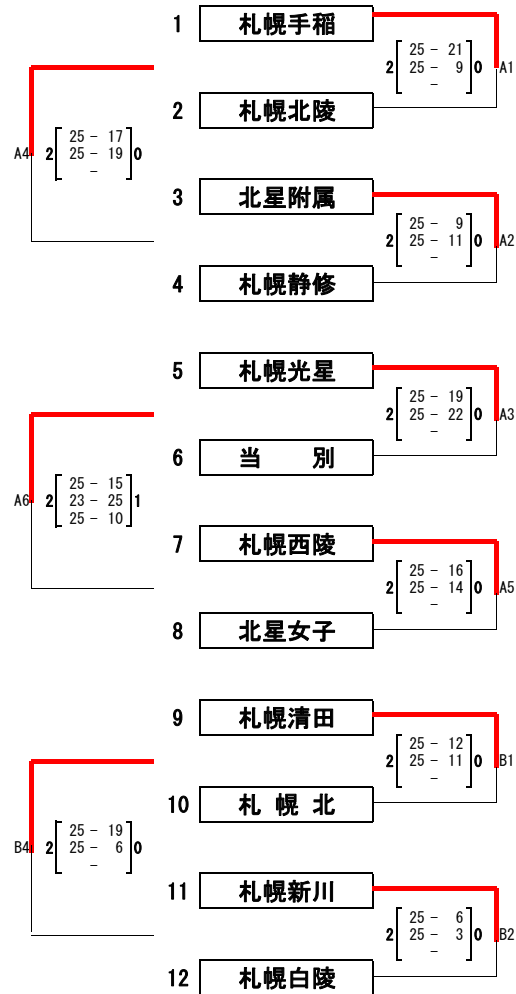 1 札幌手稲
2 [ 25 - 21 ] 0 A1
25 - 9
-
2 札幌北陵
A4 2 [ 25 - 17 ] 0
25 - 19
-
3 北星附属
2 [ 25 - 9 ] 0 A2
25 - 11
-
4 札幌静修
5 札幌光星
2 [ 25 - 19 ] 0 A3
25 - 22
-
6 当 別
A6 2 [ 25 - 15 ] 1
23 - 25
25 - 10
7 札幌西陵
2 [ 25 - 16 ] 0 A5
25 - 14
-
8 北星女子
9 札幌清田
2 [ 25 - 12 ] 0 B1
25 - 11
-
10 札 幌 北
B4 2 [ 25 - 19 ] 0
25 - 6
-
11 札幌新川
2 [ 25 - 6 ] 0 B2
25 - 3
-
12 札幌白陵